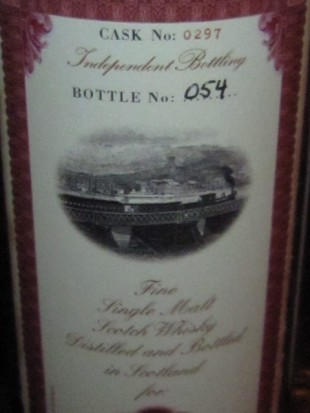 CASK No: 0297
Independent Bottling
BOTTLE No: 054
Fine
Single Malt
Scotch Whisky
Distilled and Bottled
in Scotland
for